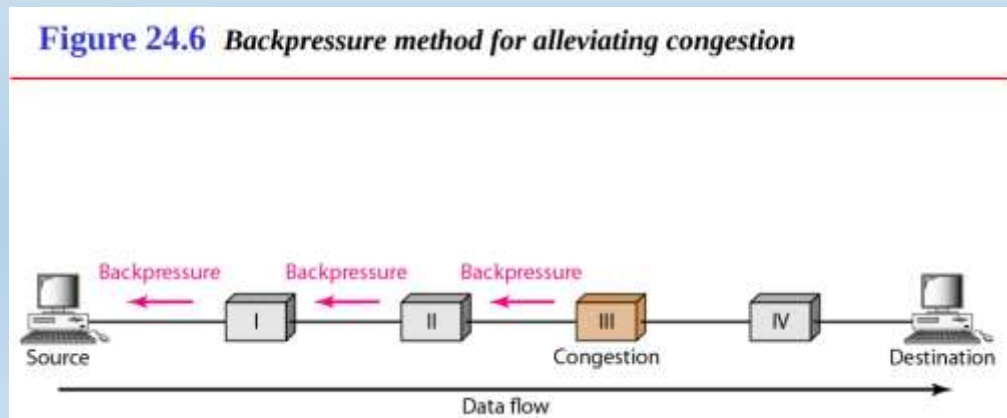 Figure 24.6 Backpressure method for alleviating congestion
Backpressure Backpressure Backpressure
I II III IV
Source Congestion Destination
Data flow